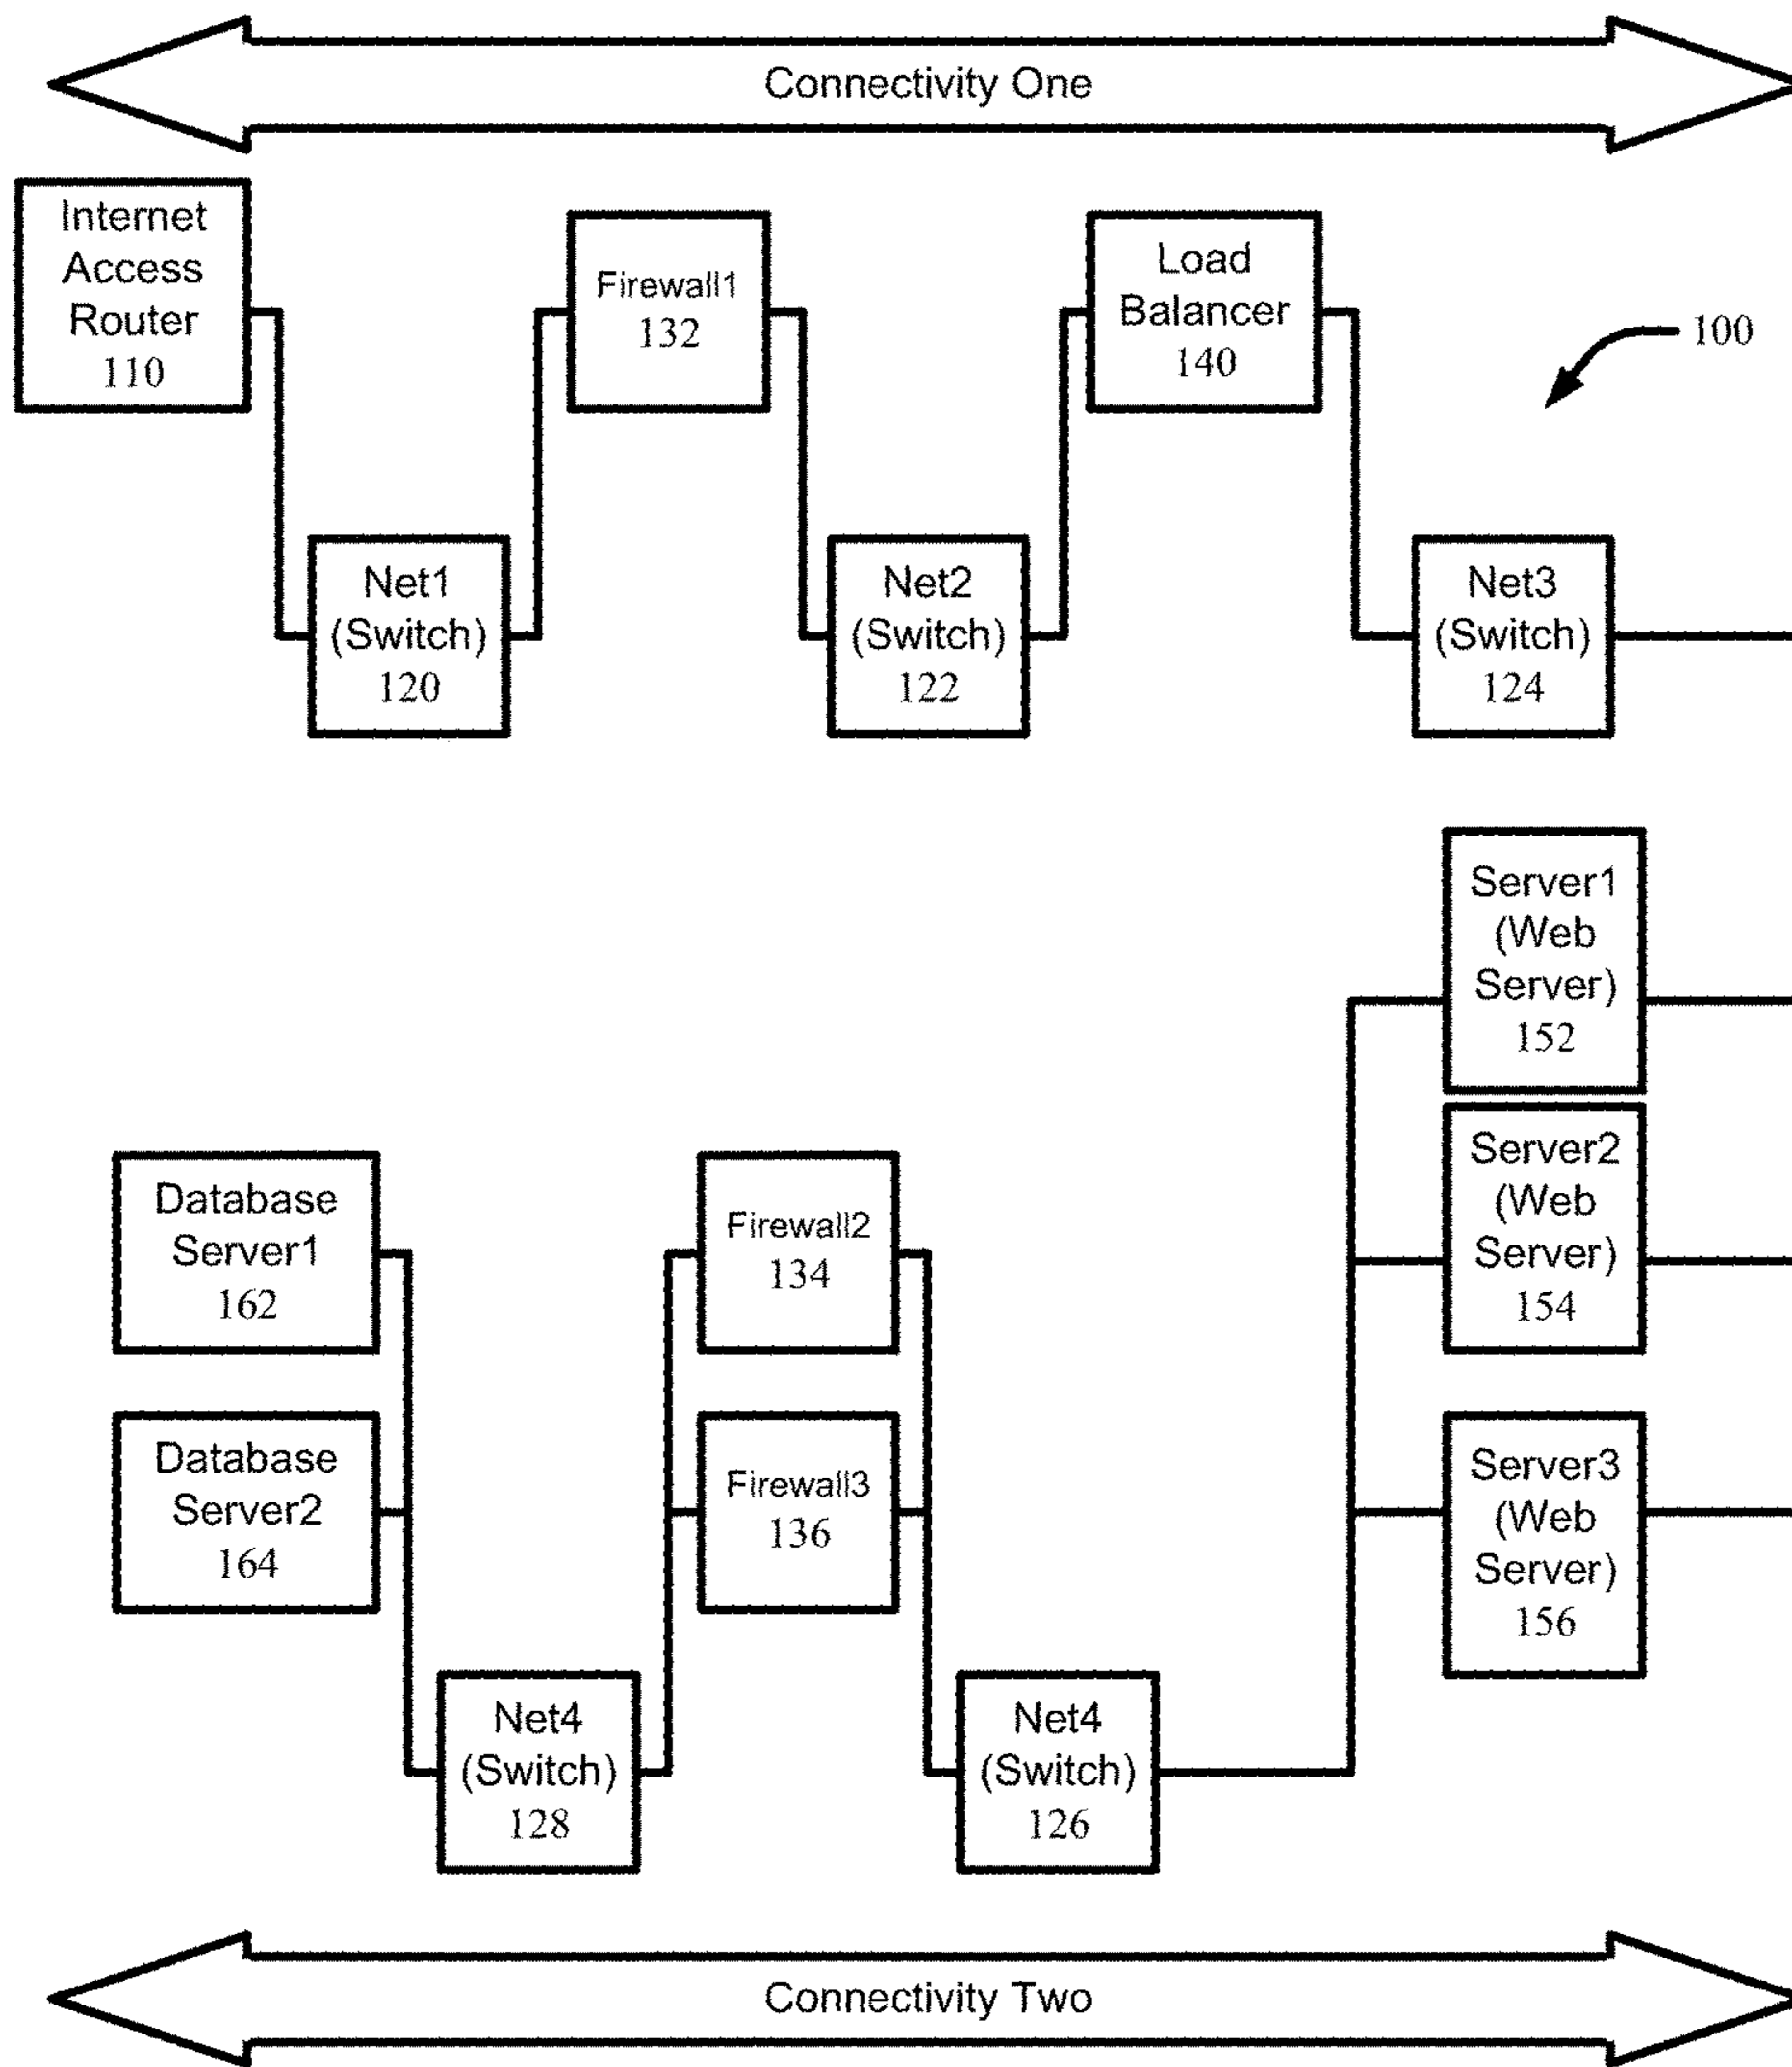 Connectivity One
Internet
Access
Router
110
Firewall1
132
Load
Balancer
140
100
Net1
(Switch)
120
Net2
(Switch)
122
Net3
(Switch)
124
Server1
(Web
Server)
152
Database
Server1
162
Firewall2
134
Server2
(Web
Server)
154
Database
Server2
164
Firewall3
136
Server3
(Web
Server)
156
Net4
(Switch)
128
Net4
(Switch)
126
Connectivity Two